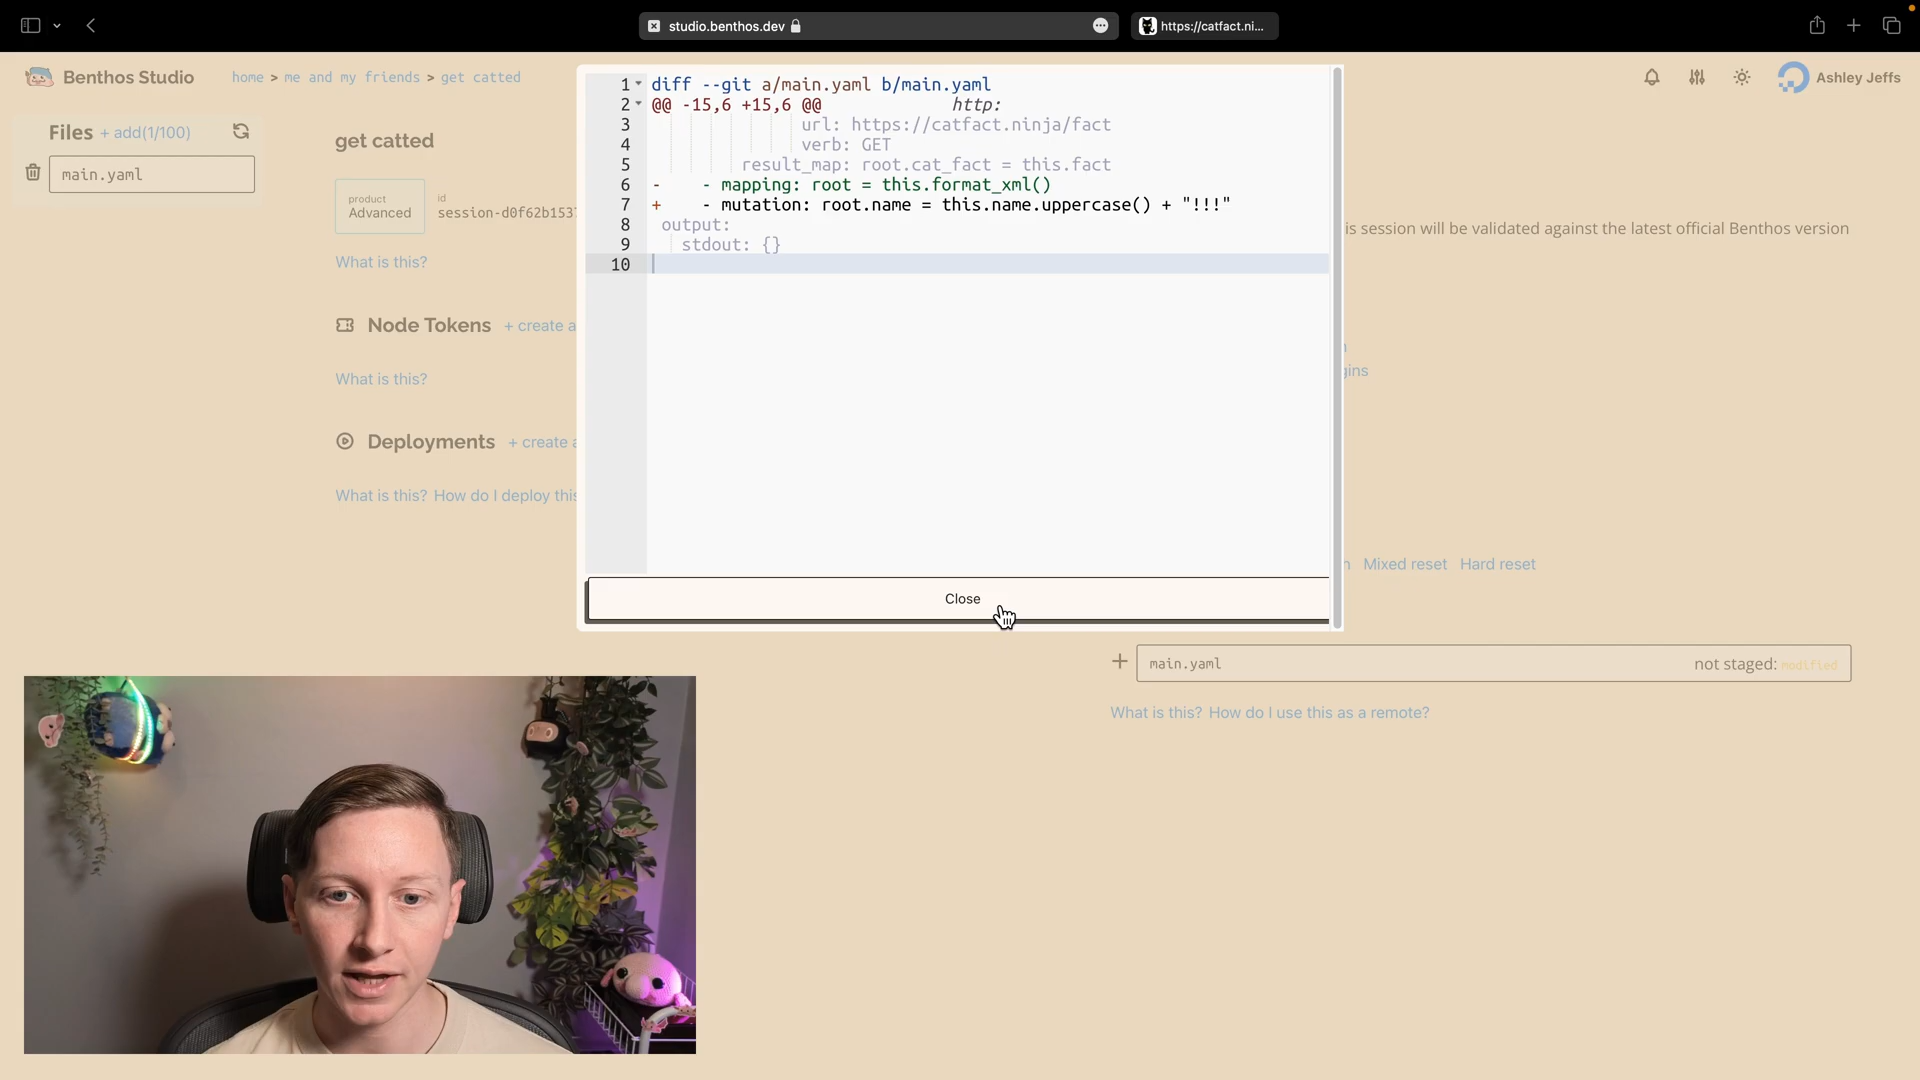 studio.benthos.dev
https://catfact.ni...
Benthos Studio
home > me and my friends > get catted
Ashley Jeffs
Files + add(1/100)
main.yaml
get catted
product
Advanced
id
session-d0f62b153
What is this?
Node Tokens + create a
What is this?
Deployments + create a
What is this? How do I deploy this
1 diff --git a/main.yaml b/main.yaml
2 @@ -15,6 +15,6 @@ http:
3 url: https://catfact.ninja/fact
4 verb: GET
5 result_map: root.cat_fact = this.fact
6 - - mapping: root = this.format_xml()
7 + - mutation: root.name = this.name.uppercase() + "!!!"
8 output:
9 stdout: {}
10
Close
is session will be validated against the latest official Benthos version
gins
Mixed reset Hard reset
main.yaml not staged: modified
What is this? How do I use this as a remote?